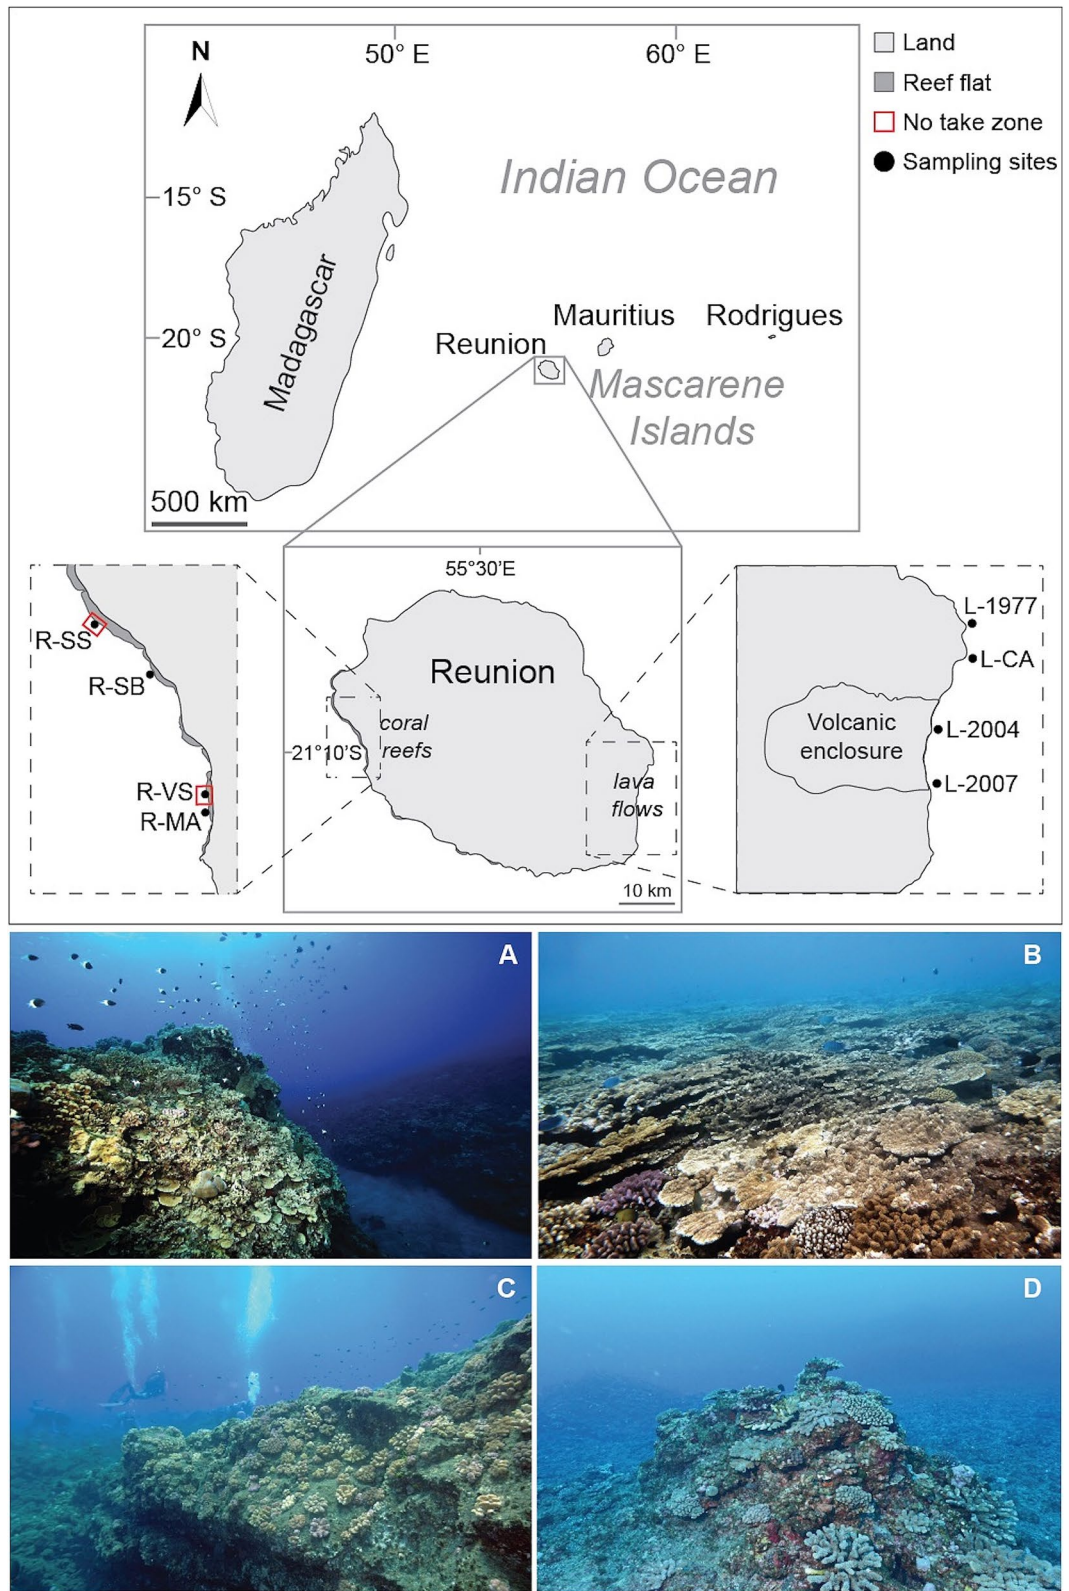 N
50° E
60° E
Land
Reef flat
No take zone
Sampling sites
Indian Ocean
15° S
Madagascar
Mauritius
Rodrigues
20° S
Reunion
Mascarene
Islands
500 km
55°30'E
R-SS
R-SB
R-VS
R-MA
Reunion
coral
reefs
21°10'S
lava
flows
10 km
L-1977
L-CA
Volcanic
enclosure
L-2004
L-2007
A
B
C
D